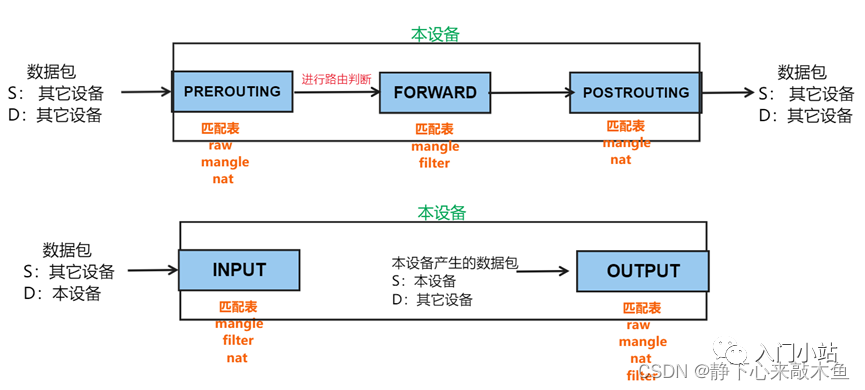 本设备
数据包
S： 其它设备
D：其它设备
PREROUTING
进行路由判断
FORWARD
POSTROUTING
数据包
S： 其它设备
D：其它设备
匹配表
raw
mangle
nat
匹配表
mangle
filter
匹配表
mangle
nat
本设备
数据包
S：其它设备
D：本设备
INPUT
本设备产生的数据包
S：本设备
D：其它设备
OUTPUT
匹配表
mangle
filter
nat
匹配表
raw
mangle
nat
filter
入门小站
CSDN @静下心来敲木鱼